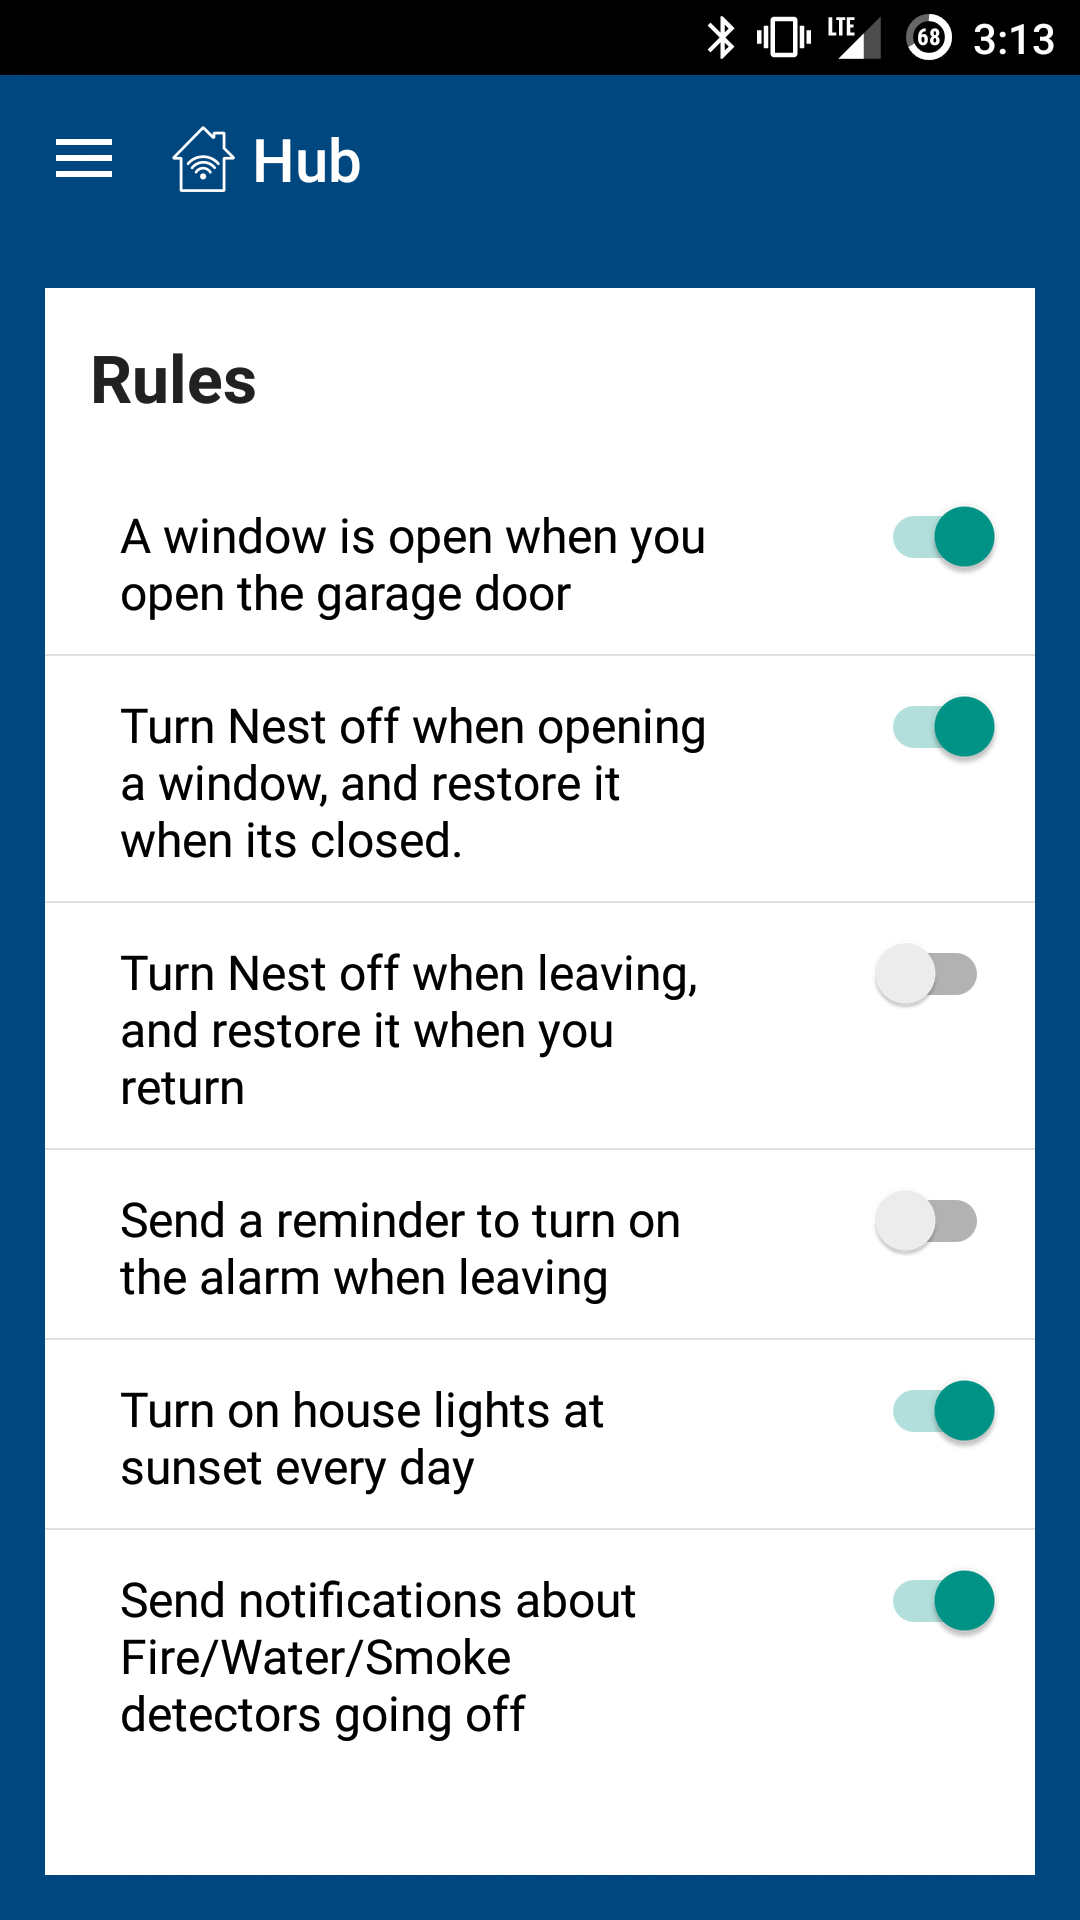 LTE 68 3:13
Hub
Rules
A window is open when you
open the garage door
Turn Nest off when opening
a window, and restore it
when its closed.
Turn Nest off when leaving,
and restore it when you
return
Send a reminder to turn on
the alarm when leaving
Turn on house lights at
sunset every day
Send notifications about
Fire/Water/Smoke
detectors going off